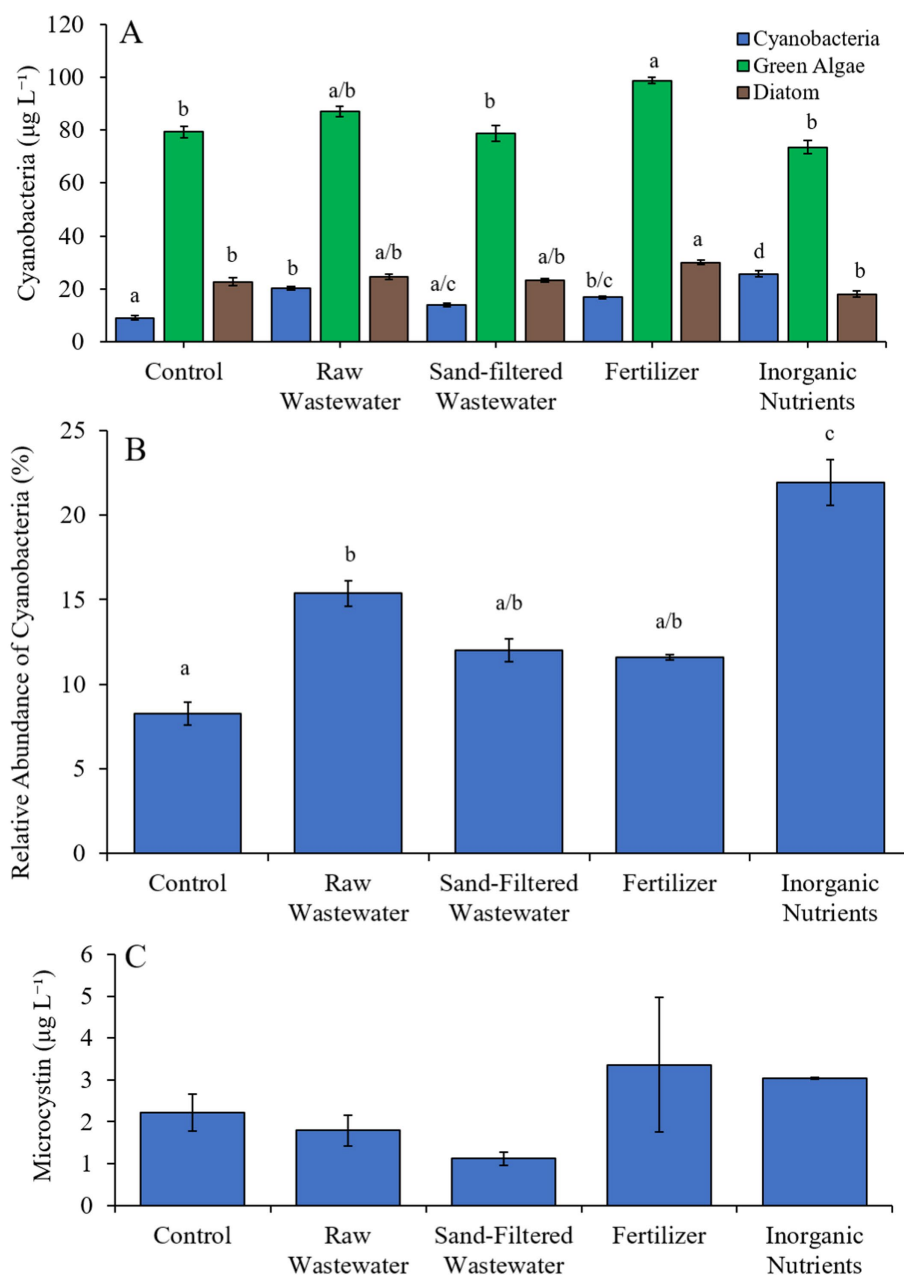 A
Cyanobacteria
Green Algae
Diatom
Cyanobacteria (µg L⁻¹)
120
100
80
60
40
20
0
a
b
b
b
a/b
a/b
a/c
b
a/b
b/c
a
a
d
b
b
Control
Raw
Wastewater
Sand-filtered
Wastewater
Fertilizer
Inorganic
Nutrients
B
Relative Abundance of Cyanobacteria (%)
25
20
15
10
5
0
a
b
a/b
a/b
c
Control
Raw
Wastewater
Sand-Filtered
Wastewater
Fertilizer
Inorganic
Nutrients
C
Microcystin (µg L⁻¹)
6
5
4
3
2
1
0
Control
Raw
Wastewater
Sand-Filtered
Wastewater
Fertilizer
Inorganic
Nutrients